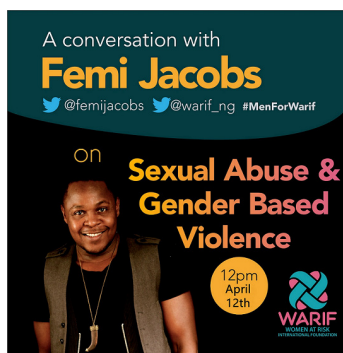 A conversation with
Femi Jacobs
@femijacobs @warif_ng #MenForWarif
on
Sexual Abuse &
Gender Based
Violence
12pm
April
12th
WARIF
WOMEN AT RISK
INTERNATIONAL FOUNDATION